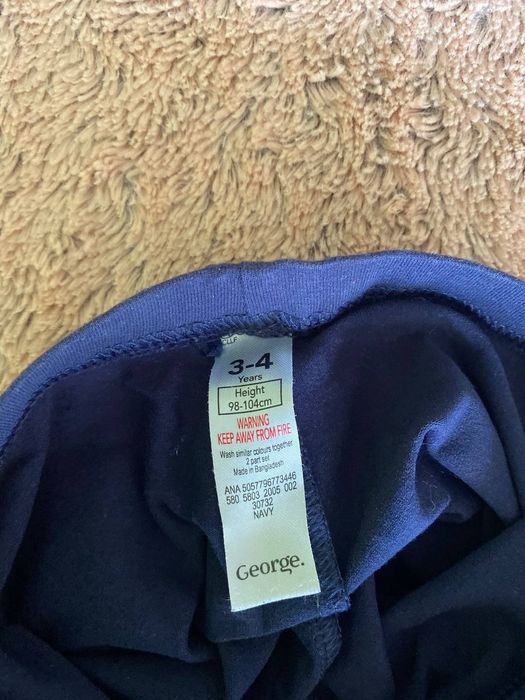 3-4
Years
Height
98-104cm
WARNING
KEEP AWAY FROM FIRE
Wash similar colours together
2 part set
Made in Bangladesh
ANA 5057796773446
580 5803 2005 002
30732
NAVY
George.